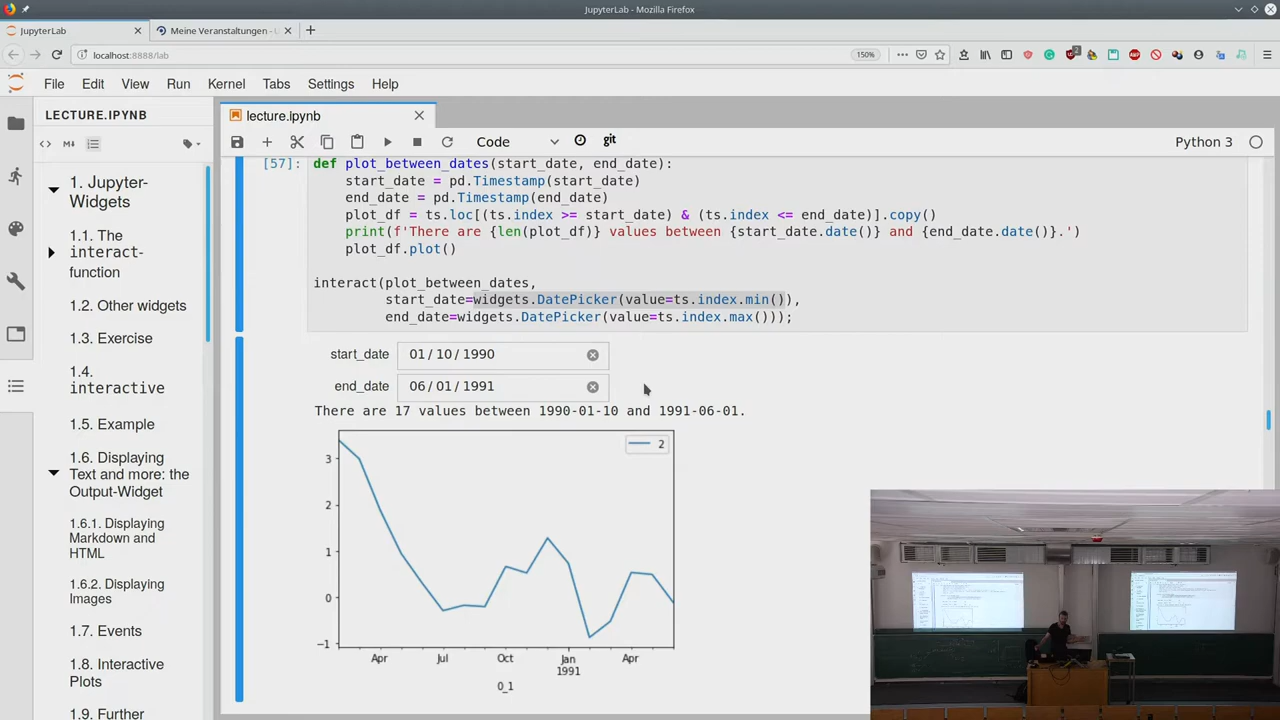 JupyterLab - Mozilla Firefox
JupyterLab
Meine Veranstaltungen -
localhost:8888/lab
150%
2
File Edit View Run Kernel Tabs Settings Help
LECTURE.IPYNB
lecture.ipynb
Code
git
Python 3
1. Jupyter-
Widgets
1.1. The
interact-
function
1.2. Other widgets
1.3. Exercise
1.4.
interactive
1.5. Example
1.6. Displaying
Text and more: the
Output-Widget
1.6.1. Displaying
Markdown and
HTML
1.6.2. Displaying
Images
1.7. Events
1.8. Interactive
Plots
1.9. Further
[57]: def plot_between_dates(start_date, end_date):
start_date = pd.Timestamp(start_date)
end_date = pd.Timestamp(end_date)
plot_df = ts.loc[(ts.index >= start_date) & (ts.index <= end_date)].copy()
print(f'There are {len(plot_df)} values between {start_date.date()} and {end_date.date()}.')
plot_df.plot()
interact(plot_between_dates,
start_date=widgets.DatePicker(value=ts.index.min()),
end_date=widgets.DatePicker(value=ts.index.max()));
start_date 01 / 10 / 1990
end_date 06 / 01 / 1991
There are 17 values between 1990-01-10 and 1991-06-01.
2
3
2
1
0
−1
Apr Jul Oct Jan Apr
1991
0_1